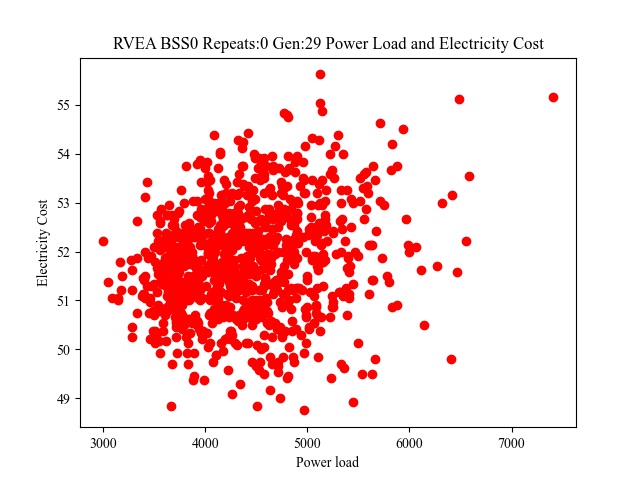 RVEA BSS0 Repeats:0 Gen:29 Power Load and Electricity Cost
Electricity Cost
55
54
53
52
51
50
49
3000 4000 5000 6000 7000
Power load